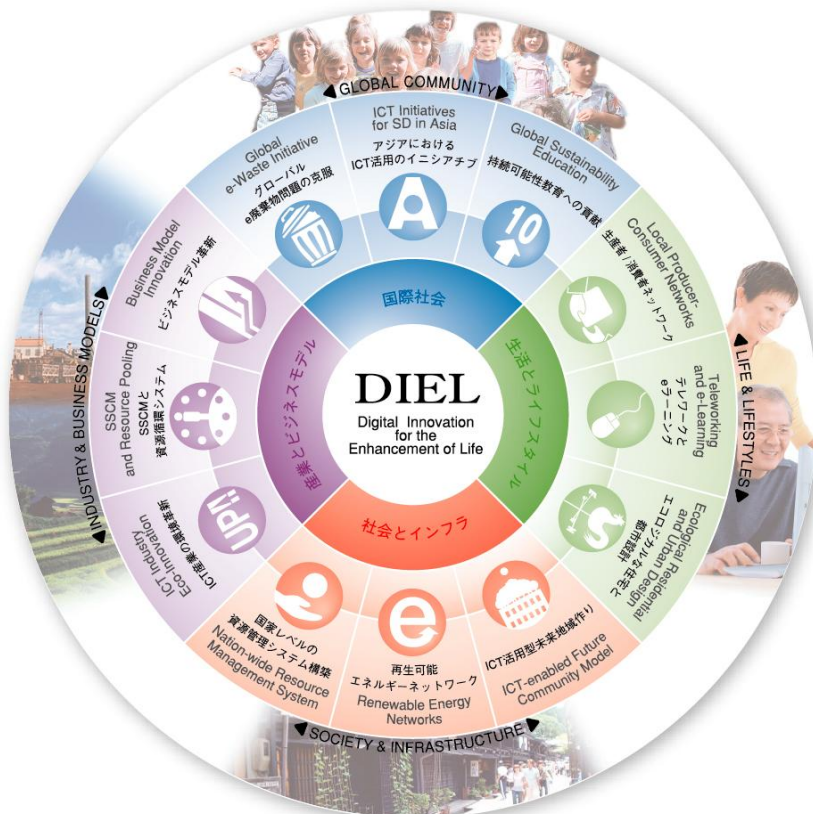 GLOBAL COMMUNITY
Global
e-Waste Initiative
グローバル
e廃棄物問題の克服
ICT Initiatives
for SD in Asia
アジアにおける
ICT活用のイニシアチブ
A
Global Sustainability
Education
持続可能性教育への貢献
10
国際社会
LIFE & LIFESTYLES
Local Producer-
Consumer Networks
生産者/消費者ネットワーク
Teleworking
and e-Learning
テレワークと
eラーニング
Ecological Residential
and Urban Design
エコロジカルな住宅と
都市設計
生活とライフスタイル
SOCIETY & INFRASTRUCTURE
ICT活用型未来地域作り
ICT-enabled Future
Community Model
e
再生可能
エネルギーネットワーク
Renewable Energy
Networks
国家レベルの
資源管理システム構築
Nation-wide Resource
Management System
社会とインフラ
INDUSTRY & BUSINESS MODELS
ICT Industry
Eco-Innovation
ICT産業の環境革新
UP!!
SSCM
and Resource Pooling
SSCMと
資源循環システム
Business Model
Innovation
ビジネスモデル革新
産業とビジネスモデル
DIEL
Digital Innovation
for the
Enhancement of Life